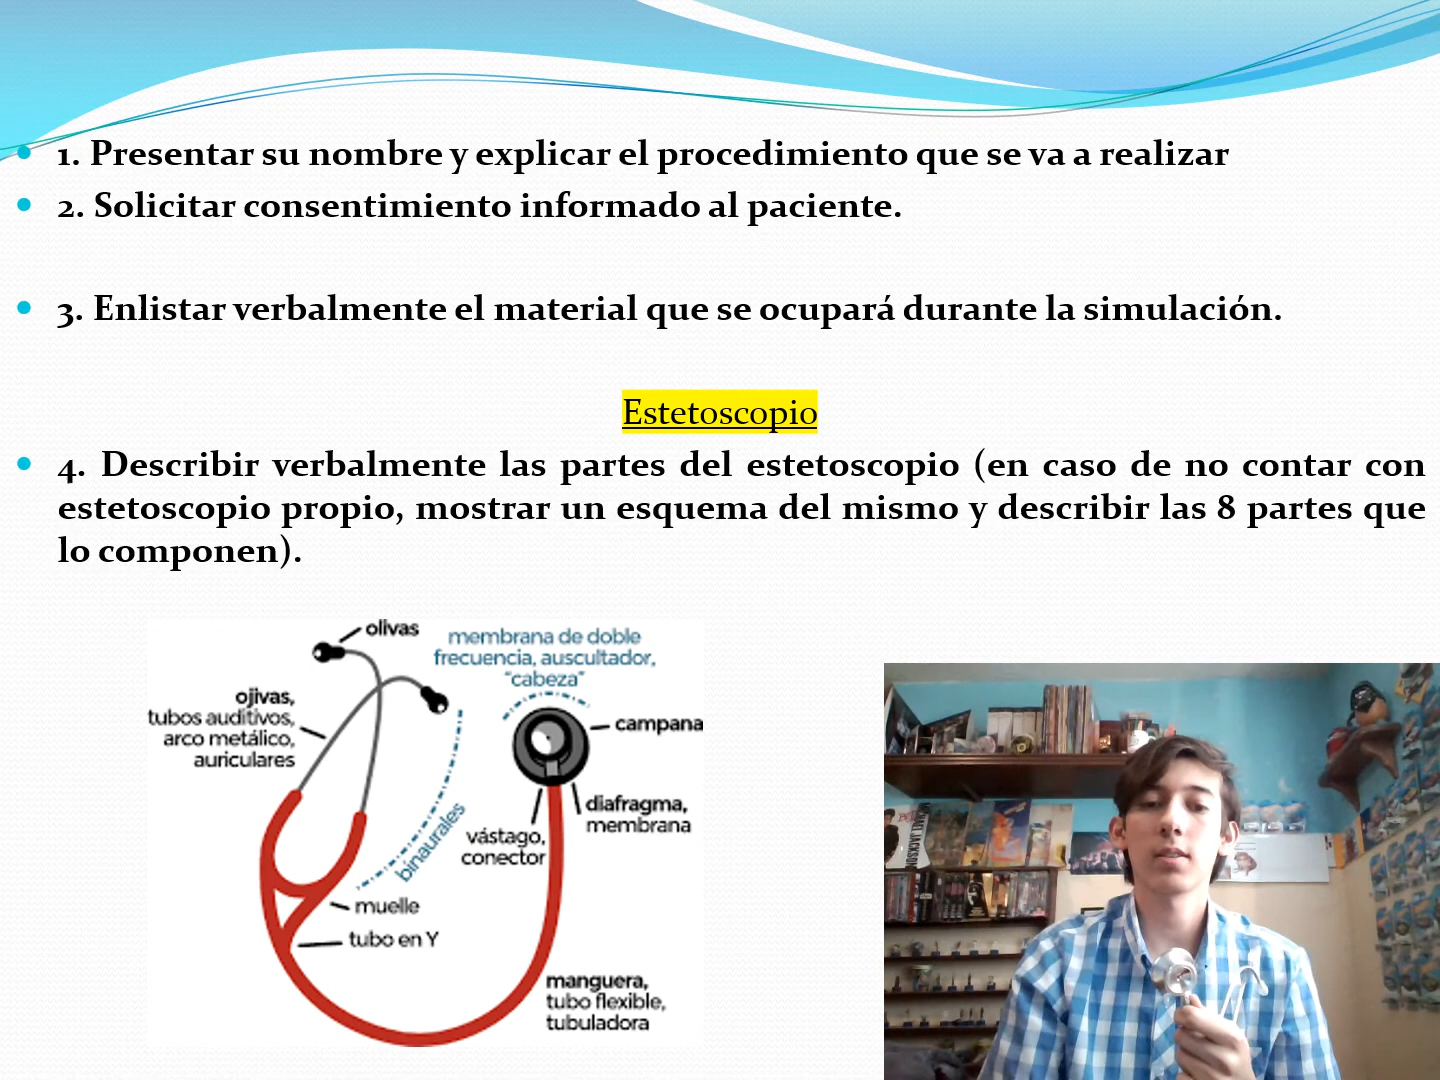 1. Presentar su nombre y explicar el procedimiento que se va a realizar
2. Solicitar consentimiento informado al paciente.
3. Enlistar verbalmente el material que se ocupará durante la simulación.
Estetoscopio
4. Describir verbalmente las partes del estetoscopio (en caso de no contar con
estetoscopio propio, mostrar un esquema del mismo y describir las 8 partes que
lo componen).
olivas
membrana de doble
frecuencia, auscultador,
"cabeza"
ojivas,
tubos auditivos,
arco metálico,
auriculares
campana
diafragma,
membrana
vástago,
conector
binaurales
muelle
tubo en Y
manguera,
tubo flexible,
tubuladora
MICHAEL JACKSON